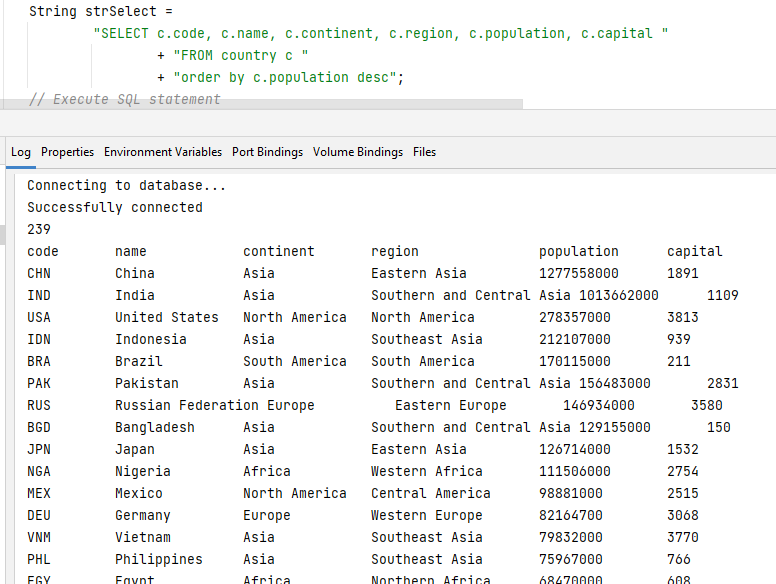 String strSelect =
"SELECT c.code, c.name, c.continent, c.region, c.population, c.capital "
+ "FROM country c "
+ "order by c.population desc";
// Execute SQL statement
Log Properties Environment Variables Port Bindings Volume Bindings Files
Connecting to database...
Successfully connected
239
code name continent region population capital
CHN China Asia Eastern Asia 1277558000 1891
IND India Asia Southern and Central Asia 1013662000 1109
USA United States North America North America 278357000 3813
IDN Indonesia Asia Southeast Asia 212107000 939
BRA Brazil South America South America 170115000 211
PAK Pakistan Asia Southern and Central Asia 156483000 2831
RUS Russian Federation Europe Eastern Europe 146934000 3580
BGD Bangladesh Asia Southern and Central Asia 129155000 150
JPN Japan Asia Eastern Asia 126714000 1532
NGA Nigeria Africa Western Africa 111506000 2754
MEX Mexico North America Central America 98881000 2515
DEU Germany Europe Western Europe 82164700 3068
VNM Vietnam Asia Southeast Asia 79832000 3770
PHL Philippines Asia Southeast Asia 75967000 766
EGY Egypt Africa Northern Africa 68470000 608